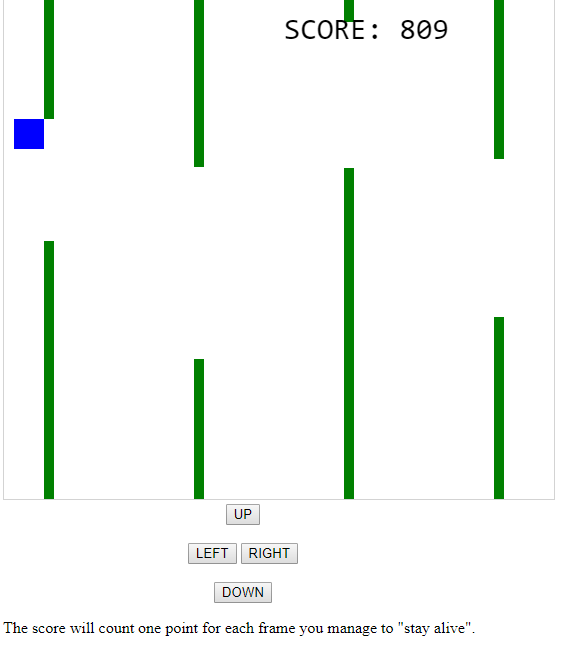 SCORE: 809
UP
LEFT RIGHT
DOWN
The score will count one point for each frame you manage to "stay alive".